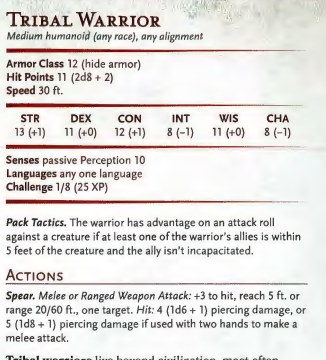 TRIBAL WARRIOR
Medium humanoid (any race), any alignment
Armor Class 12 (hide armor)
Hit Points 11 (2d8 + 2)
Speed 30 ft.
STR DEX CON INT WIS CHA
13 (+1) 11 (+0) 12 (+1) 8 (−1) 11 (+0) 8 (−1)
Senses passive Perception 10
Languages any one language
Challenge 1/8 (25 XP)
Pack Tactics. The warrior has advantage on an attack roll
against a creature if at least one of the warrior's allies is within
5 feet of the creature and the ally isn't incapacitated.
ACTIONS
Spear. Melee or Ranged Weapon Attack: +3 to hit, reach 5 ft. or
range 20/60 ft., one target. Hit: 4 (1d6 + 1) piercing damage, or
5 (1d8 + 1) piercing damage if used with two hands to make a
melee attack.
Tribal warriors live beyond civilization, most often